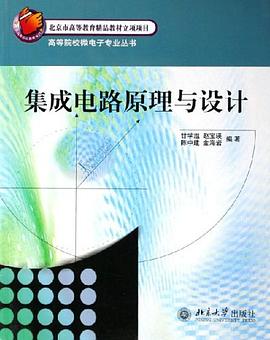 北京市高等教育精品教材立项项目
高等院校微电子专业丛书
集成电路原理与设计
甘学温 赵宝瑛
陈中建 金海岩 编著
北京大学出版社